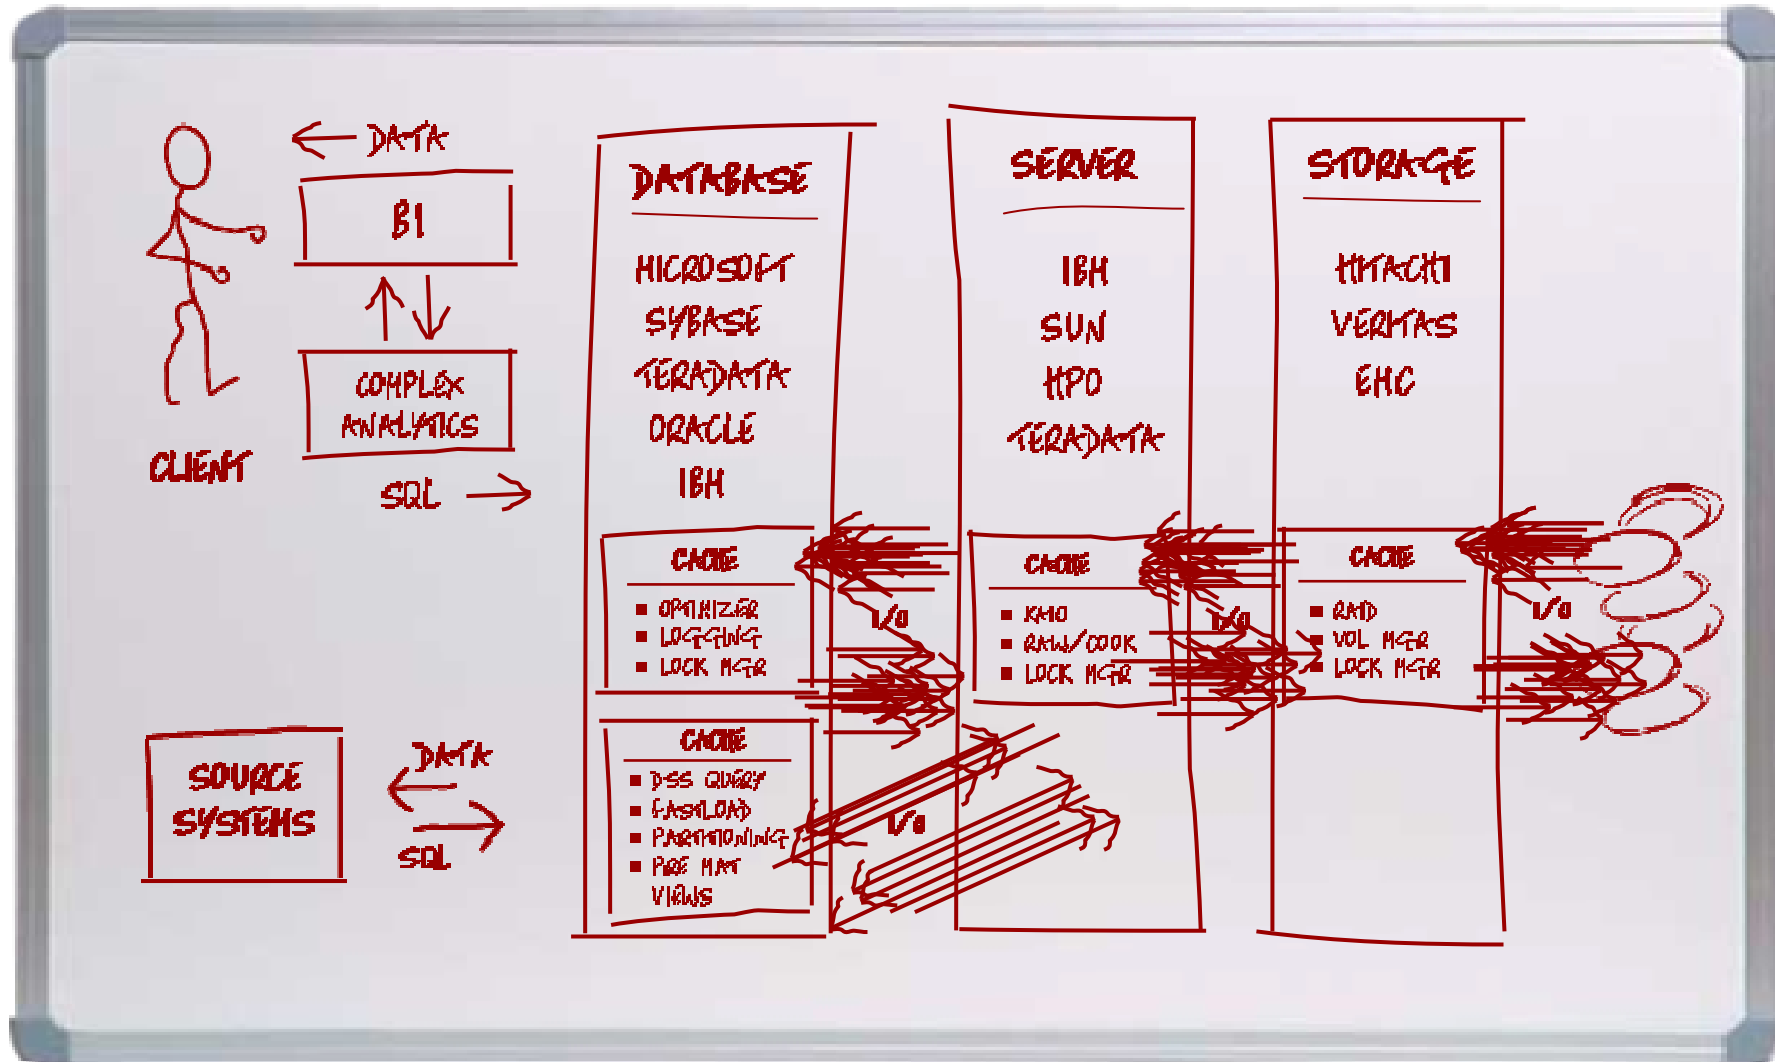 DATA
BI
COMPLEX
ANALYTICS
CLIENT
SQL
SOURCE
SYSTEMS
DATA
SQL
DATABASE
MICROSOFT
SYBASE
TERADATA
ORACLE
IBM
CACHE
■ OPTIMIZER
■ LOGGING
■ LOCK MGR
CACHE
■ DSS QUERY
■ FASTLOAD
■ PARTITIONING
■ PRE MAT
VIEWS
I/O
I/O
SERVER
IBM
SUN
HPQ
TERADATA
CACHE
■ RAID
■ RAW/COOK
■ LOCK MGR
I/O
STORAGE
HITACHI
VERITAS
EMC
CACHE
■ RAID
■ VOL MGR
■ LOCK MGR
I/O